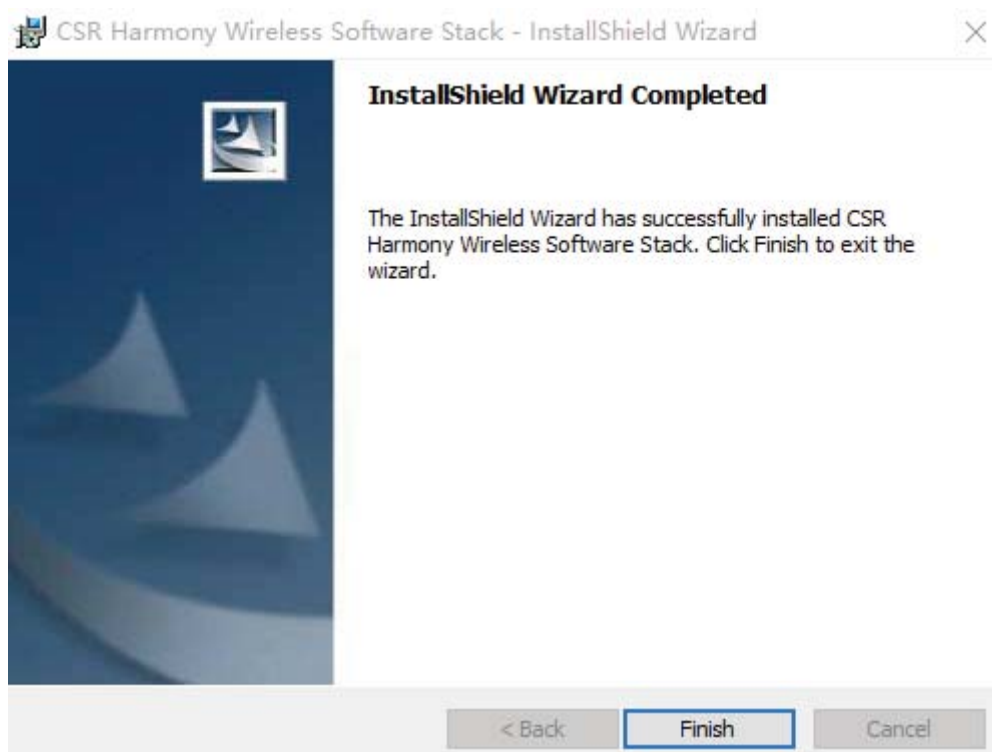 CSR Harmony Wireless Software Stack - InstallShield Wizard
InstallShield Wizard Completed
The InstallShield Wizard has successfully installed CSR
Harmony Wireless Software Stack. Click Finish to exit the
wizard.
< Back
Finish
Cancel